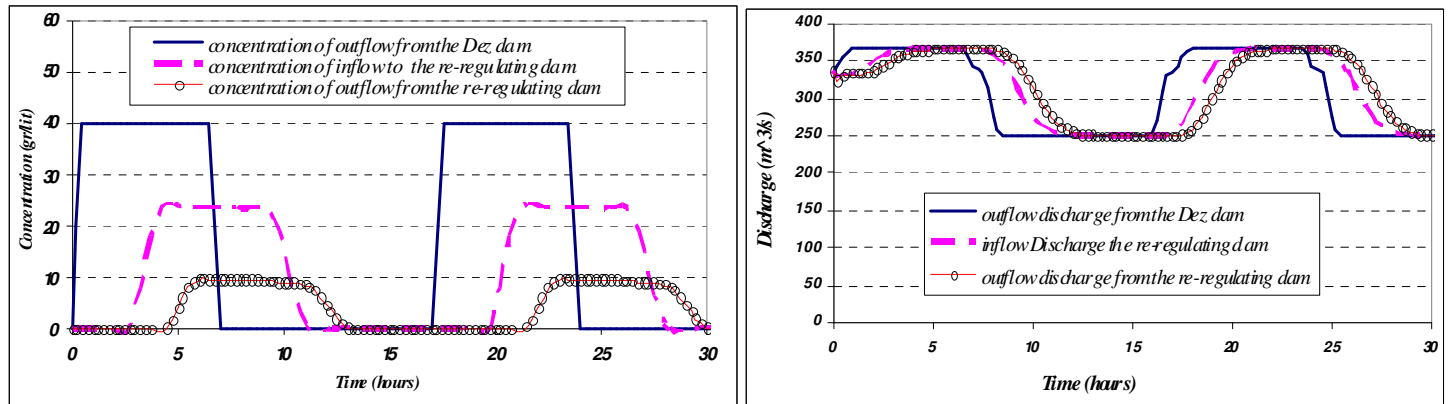 60
50
40
30
20
10
0
Concentration (gr/lit)
concentration of outflow from the Dez dam
concentration of inflow to the re-regulating dam
concentration of outflow from the re-regulating dam
0 5 10 15 20 25 30
Time (hours)
400
350
300
250
200
Discharge (m^3/s)
outflow discharge from the Dez dam
inflow Discharge the re-regulating dam
outflow discharge from the re-regulating dam
0 5 10 15 20 25 30
Time (hours)